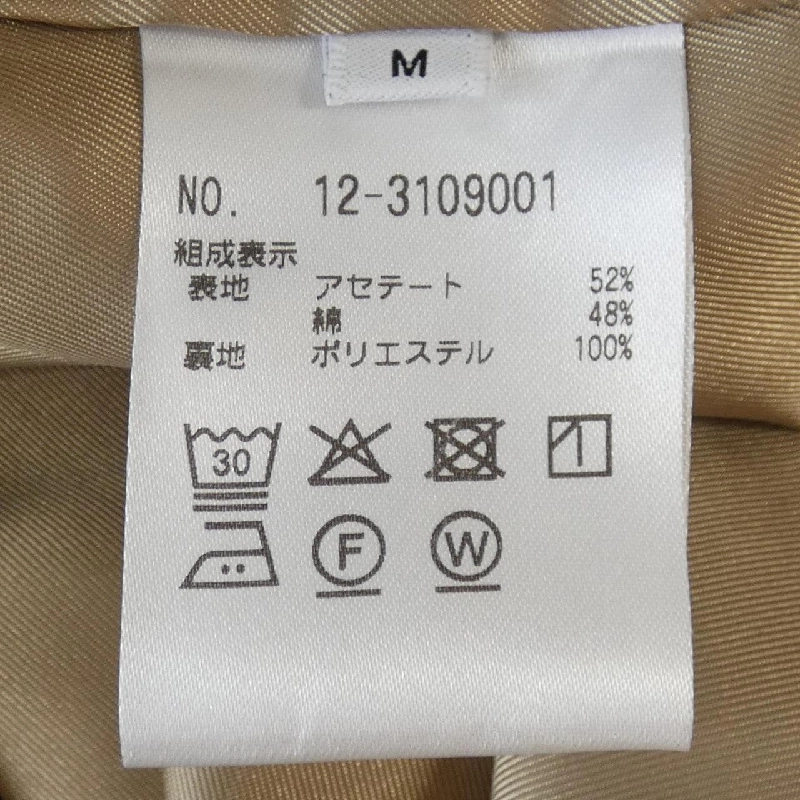 M
NO. 12-3109001
組成表示
表地 アセテート 52%
綿 48%
裏地 ポリエステル 100%
30
F W